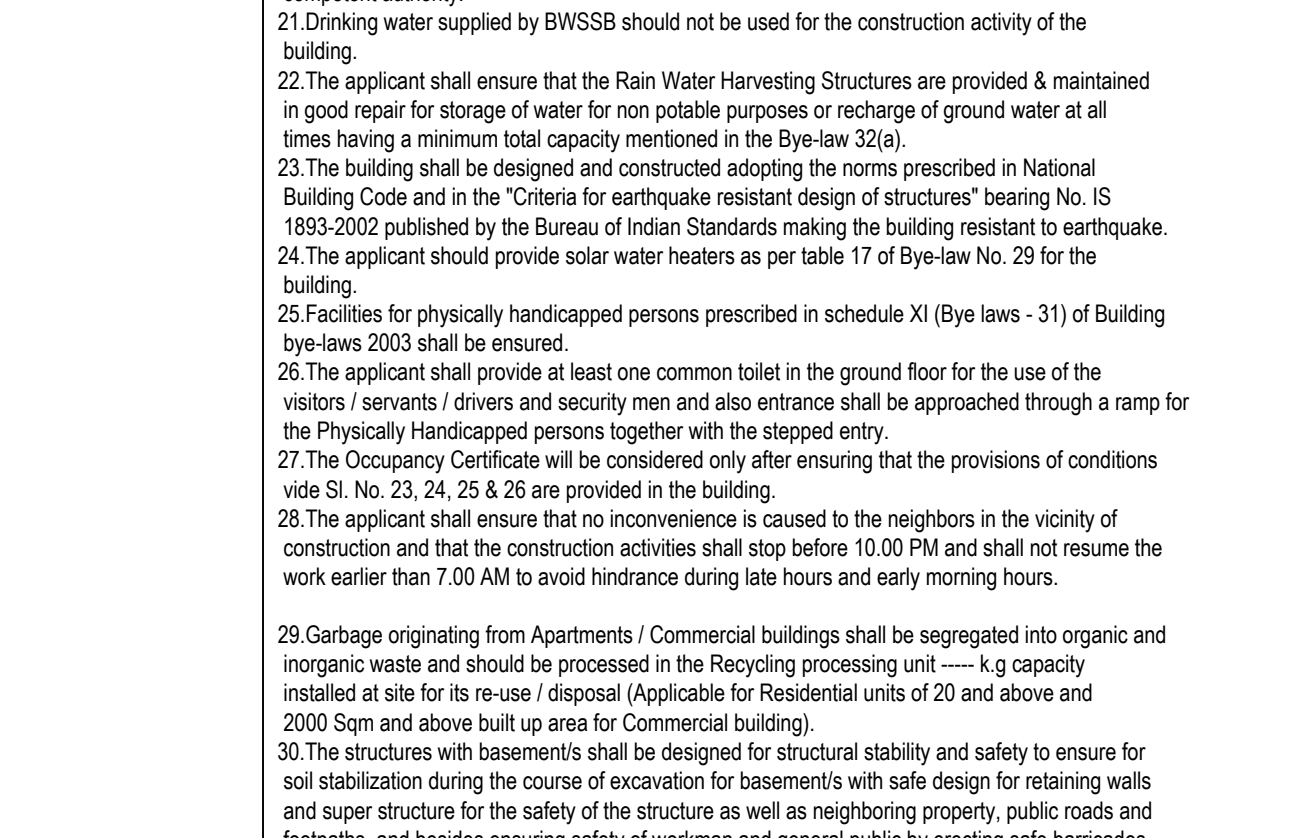 competent authority.
21.Drinking water supplied by BWSSB should not be used for the construction activity of the
building.
22.The applicant shall ensure that the Rain Water Harvesting Structures are provided & maintained
in good repair for storage of water for non potable purposes or recharge of ground water at all
times having a minimum total capacity mentioned in the Bye-law 32(a).
23.The building shall be designed and constructed adopting the norms prescribed in National
Building Code and in the "Criteria for earthquake resistant design of structures" bearing No. IS
1893-2002 published by the Bureau of Indian Standards making the building resistant to earthquake.
24.The applicant should provide solar water heaters as per table 17 of Bye-law No. 29 for the
building.
25.Facilities for physically handicapped persons prescribed in schedule XI (Bye laws - 31) of Building
bye-laws 2003 shall be ensured.
26.The applicant shall provide at least one common toilet in the ground floor for the use of the
visitors / servants / drivers and security men and also entrance shall be approached through a ramp for
the Physically Handicapped persons together with the stepped entry.
27.The Occupancy Certificate will be considered only after ensuring that the provisions of conditions
vide Sl. No. 23, 24, 25 & 26 are provided in the building.
28.The applicant shall ensure that no inconvenience is caused to the neighbors in the vicinity of
construction and that the construction activities shall stop before 10.00 PM and shall not resume the
work earlier than 7.00 AM to avoid hindrance during late hours and early morning hours.
29.Garbage originating from Apartments / Commercial buildings shall be segregated into organic and
inorganic waste and should be processed in the Recycling processing unit ----- k.g capacity
installed at site for its re-use / disposal (Applicable for Residential units of 20 and above and
2000 Sqm and above built up area for Commercial building).
30.The structures with basement/s shall be designed for structural stability and safety to ensure for
soil stabilization during the course of excavation for basement/s with safe design for retaining walls
and super structure for the safety of the structure as well as neighboring property, public roads and
footpaths, and besides ensuring safety of workman and general public by erecting safe barricades.